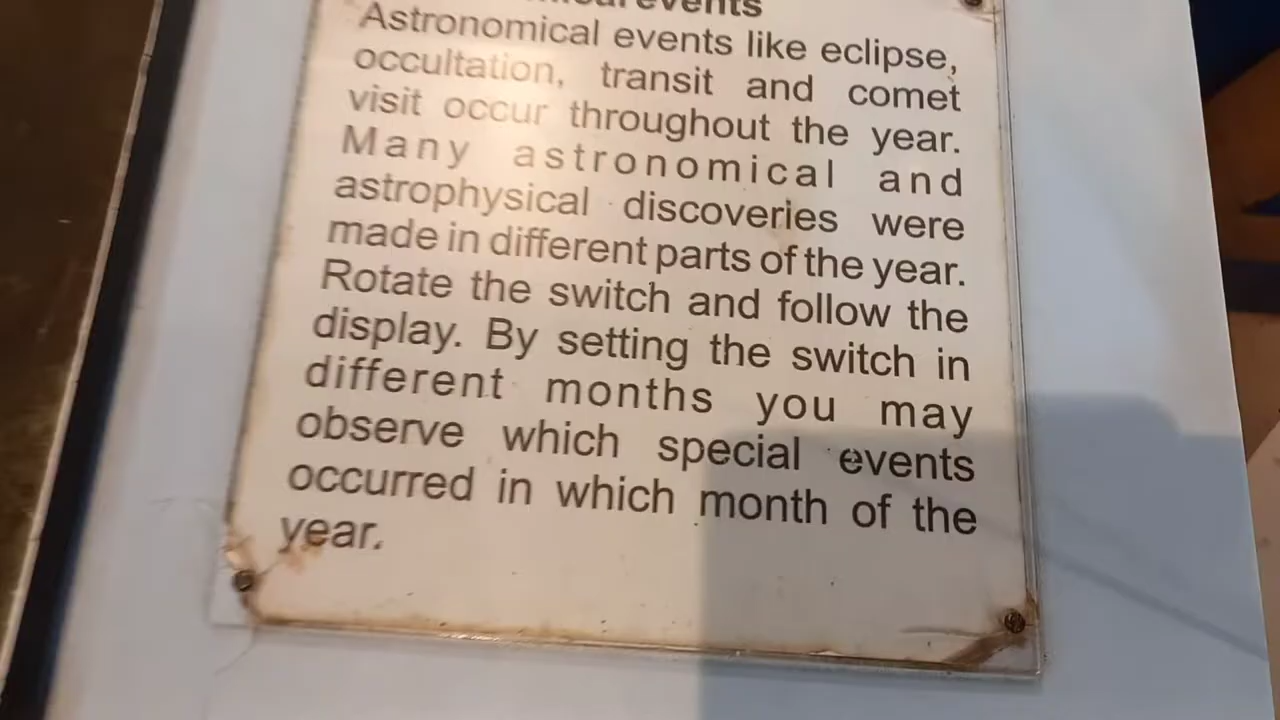 events
Astronomical events like eclipse,
occultation, transit and comet
visit occur throughout the year.
Many astronomical and
astrophysical discoveries were
made in different parts of the year.
Rotate the switch and follow the
display. By setting the switch in
different months you may
observe which special events
occurred in which month of the
year.